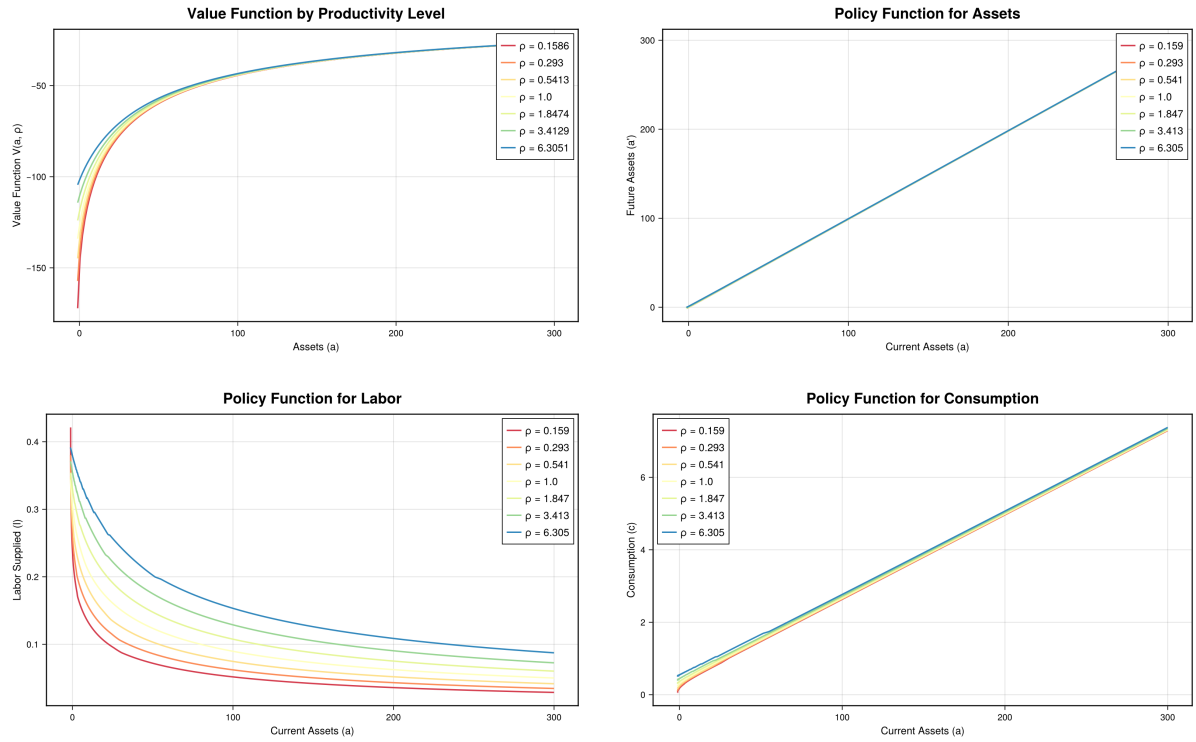 Value Function by Productivity Level
Value Function V(a, ρ)
−50
−100
−150
0
100
200
300
Assets (a)
ρ = 0.1586
ρ = 0.293
ρ = 0.5413
ρ = 1.0
ρ = 1.8474
ρ = 3.4129
ρ = 6.3051
Policy Function for Assets
Future Assets (a')
300
200
100
0
0
100
200
300
Current Assets (a)
ρ = 0.159
ρ = 0.293
ρ = 0.541
ρ = 1.0
ρ = 1.847
ρ = 3.413
ρ = 6.305
Policy Function for Labor
Labor Supplied (l)
0.4
0.3
0.2
0.1
0
100
200
300
Current Assets (a)
ρ = 0.159
ρ = 0.293
ρ = 0.541
ρ = 1.0
ρ = 1.847
ρ = 3.413
ρ = 6.305
Policy Function for Consumption
Consumption (c)
6
4
2
0
0
100
200
300
Current Assets (a)
ρ = 0.159
ρ = 0.293
ρ = 0.541
ρ = 1.0
ρ = 1.847
ρ = 3.413
ρ = 6.305